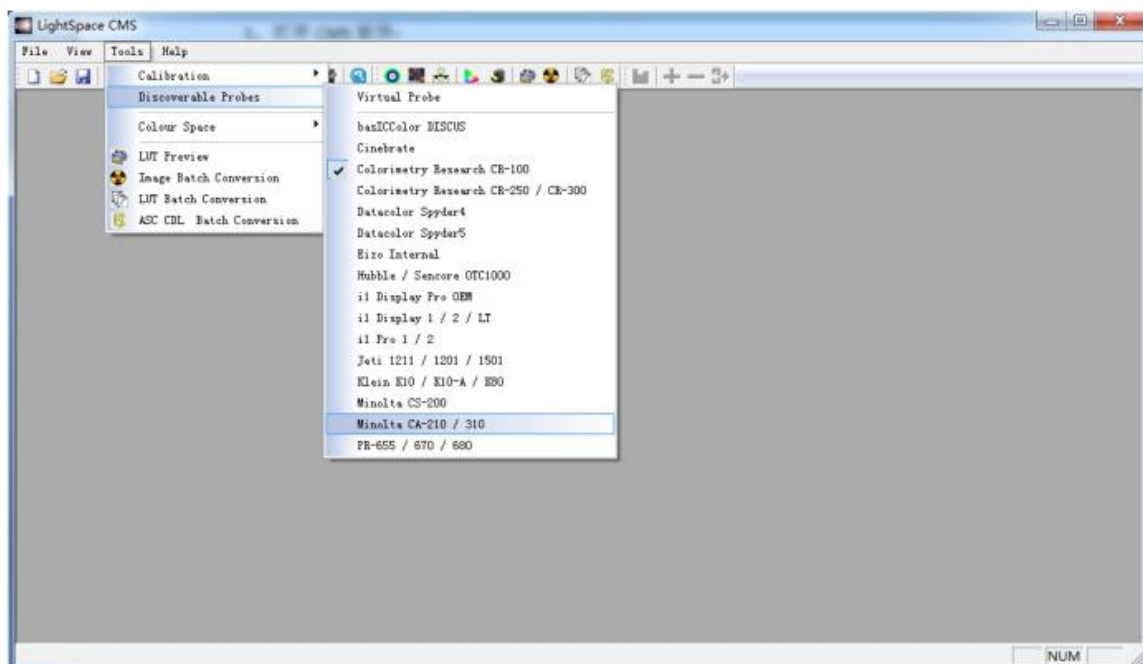 LightSpace CMS
File View Tools Help
Calibration
Discoverable Probes
Colour Space
LUT Preview
Image Batch Conversion
LUT Batch Conversion
ASC CDL Batch Conversion
Virtual Probe
basICColor DISCUS
Cinebrate
Colorimetry Research CR-100
Colorimetry Research CR-250 / CR-300
Datacolor Spyder4
Datacolor Spyder5
Eizo Internal
Hubble / Sencore OTC1000
i1 Display Pro OEM
i1 Display 1 / 2 / LT
i1 Pro 1 / 2
Jeti 1211 / 1201 / 1501
Klein K10 / K10-A / K80
Minolta CS-200
Minolta CA-210 / 310
PR-655 / 670 / 680
NUM